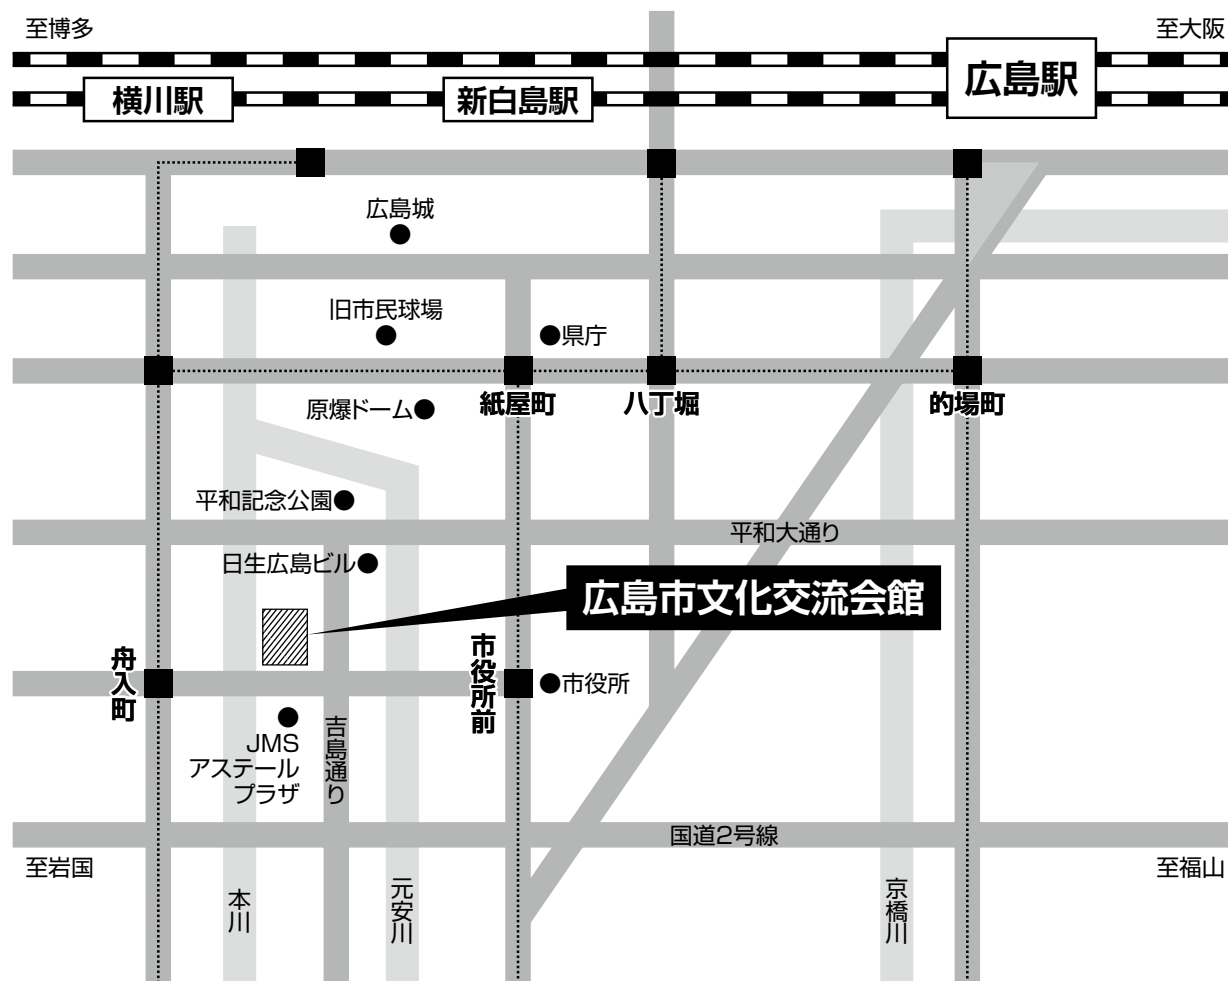 至博多
至大阪
横川駅
新白島駅
広島駅
広島城
旧市民球場
県庁
原爆ドーム
紙屋町
八丁堀
的場町
平和記念公園
平和大通り
日生広島ビル
広島市文化交流会館
舟入町
市役所前
市役所
JMS
アステール
プラザ
吉島通り
国道2号線
至岩国
至福山
本川
元安川
京橋川